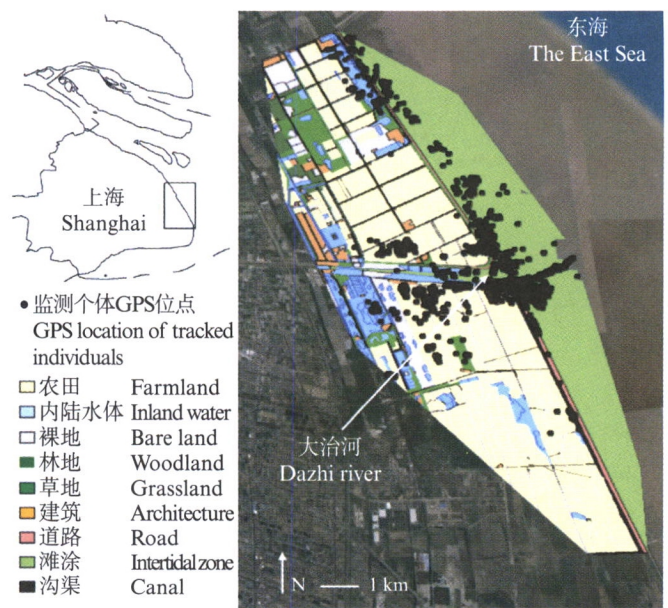 东海
The East Sea
上海
Shanghai
• 监测个体GPS位点
GPS location of tracked
individuals
农田 Farmland
内陆水体 Inland water
裸地 Bare land
林地 Woodland
草地 Grassland
建筑 Architecture
道路 Road
滩涂 Intertidal zone
沟渠 Canal
大治河
Dazhi river
N 1 km